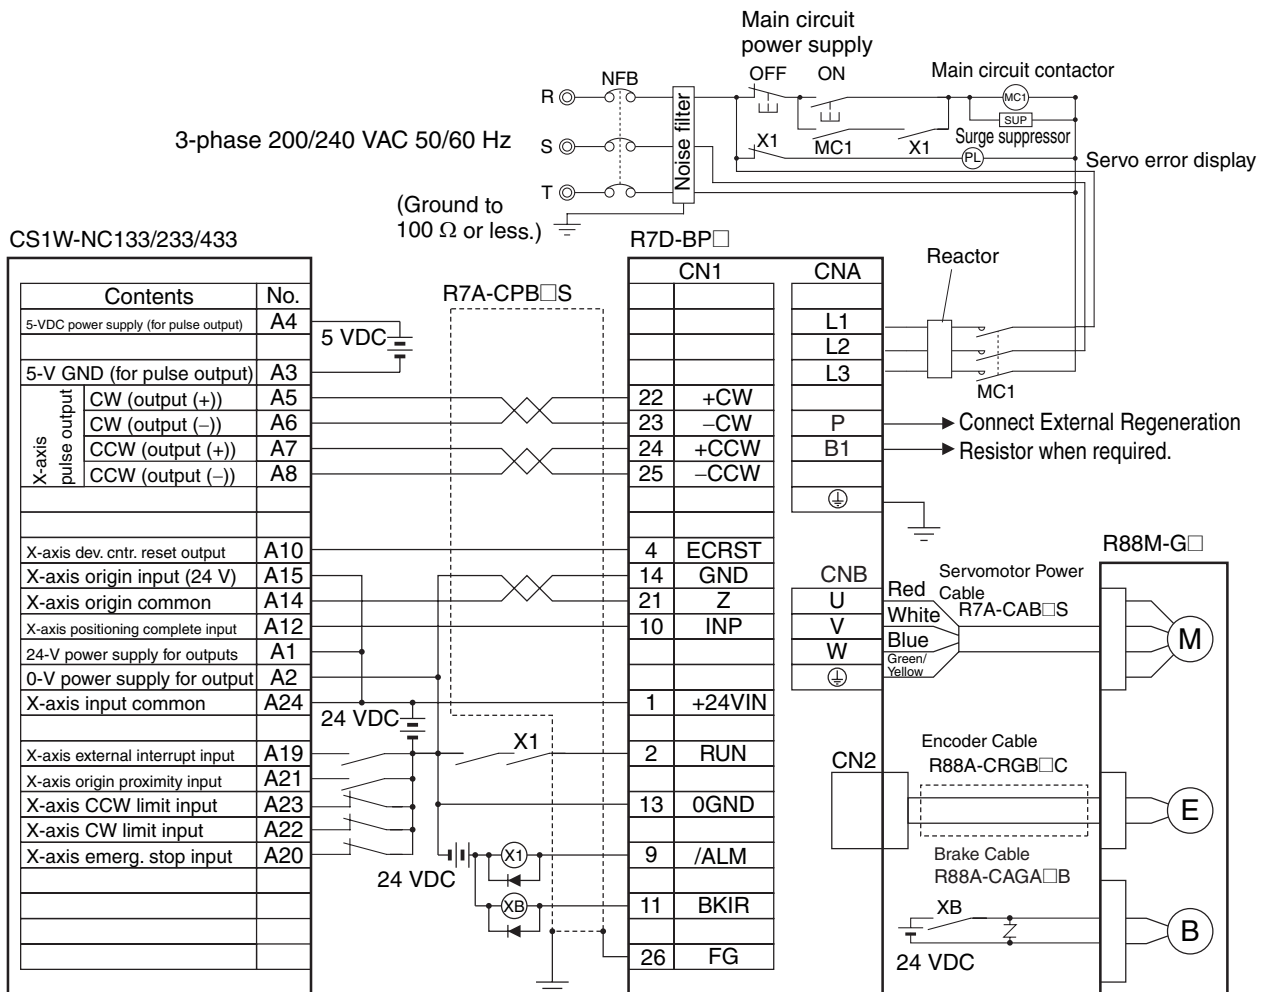 Main circuit
power supply
OFF ON
Main circuit contactor
NFB
R
MC1
SUP
Surge suppressor
3-phase 200/240 VAC 50/60 Hz
S
Noise filter
X1
MC1
X1
PL
Servo error display
T
(Ground to
100 Ω or less.)
CS1W-NC133/233/433
R7D-BP□
Reactor
CN1 CNA
Contents No.
R7A-CPB□S
5-VDC power supply (for pulse output) A4
5 VDC
L1
L2
5-V GND (for pulse output) A3
L3
MC1
X-axis
pulse output
CW (output (+)) A5
22 +CW
CW (output (−)) A6
23 −CW
P
Connect External Regeneration
CCW (output (+)) A7
24 +CCW
B1
Resistor when required.
CCW (output (−)) A8
25 −CCW
R88M-G□
X-axis dev. cntr. reset output A10
4 ECRST
X-axis origin input (24 V) A15
14 GND
CNB
Servomotor Power
Cable
R7A-CAB□S
X-axis origin common A14
21 Z
U
Red
X-axis positioning complete input A12
10 INP
V
White
M
24-V power supply for outputs A1
W
Blue
Green/
Yellow
0-V power supply for output A2
X-axis input common A24
24 VDC
1 +24VIN
X-axis external interrupt input A19
X1
2 RUN
CN2
Encoder Cable
R88A-CRGB□C
X-axis origin proximity input A21
X-axis CCW limit input A23
13 0GND
E
X-axis CW limit input A22
X-axis emerg. stop input A20
24 VDC
X1
9 /ALM
Brake Cable
R88A-CAGA□B
XB
11 BKIR
XB
B
24 VDC
26 FG